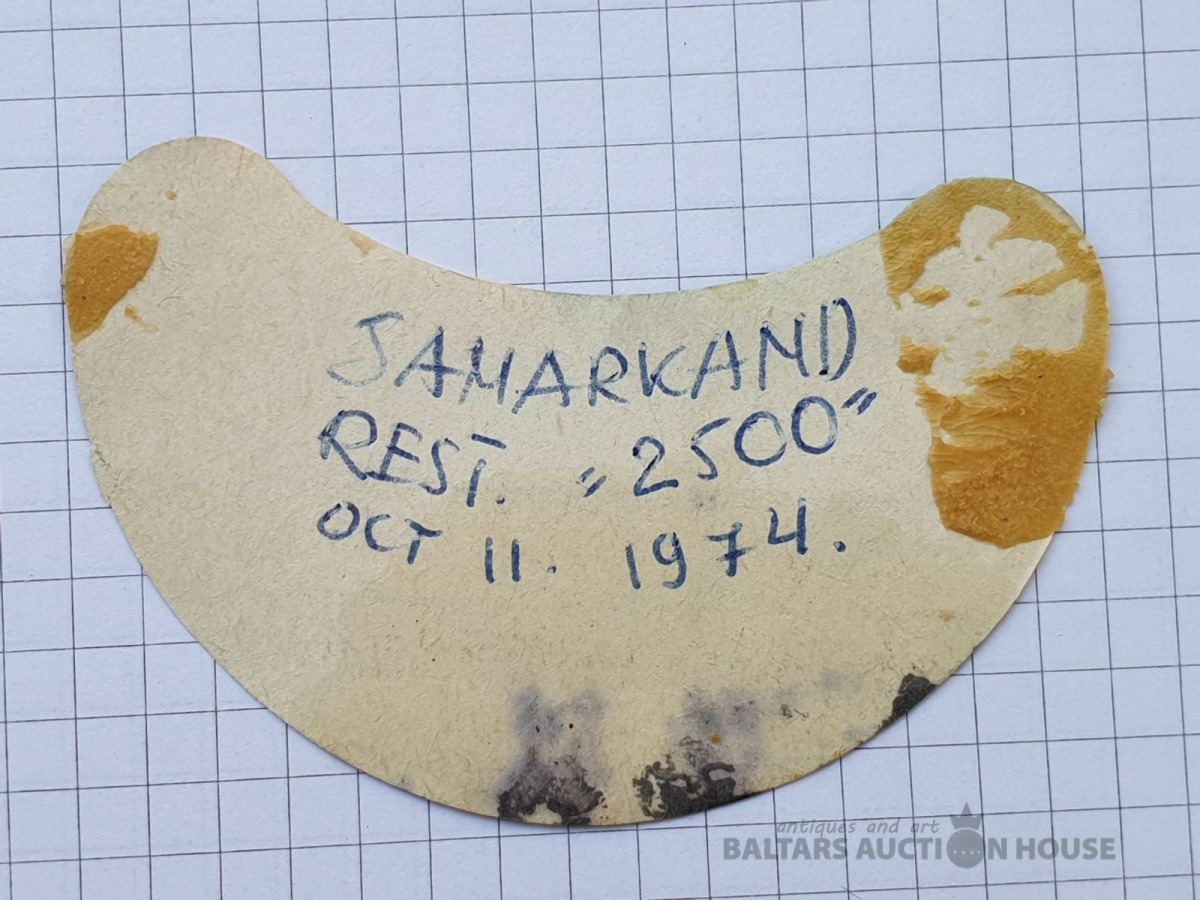 SAMARKAND
REST. "2500"
OCT 11. 1974.
antiques and art
BALTARS AUCTION HOUSE